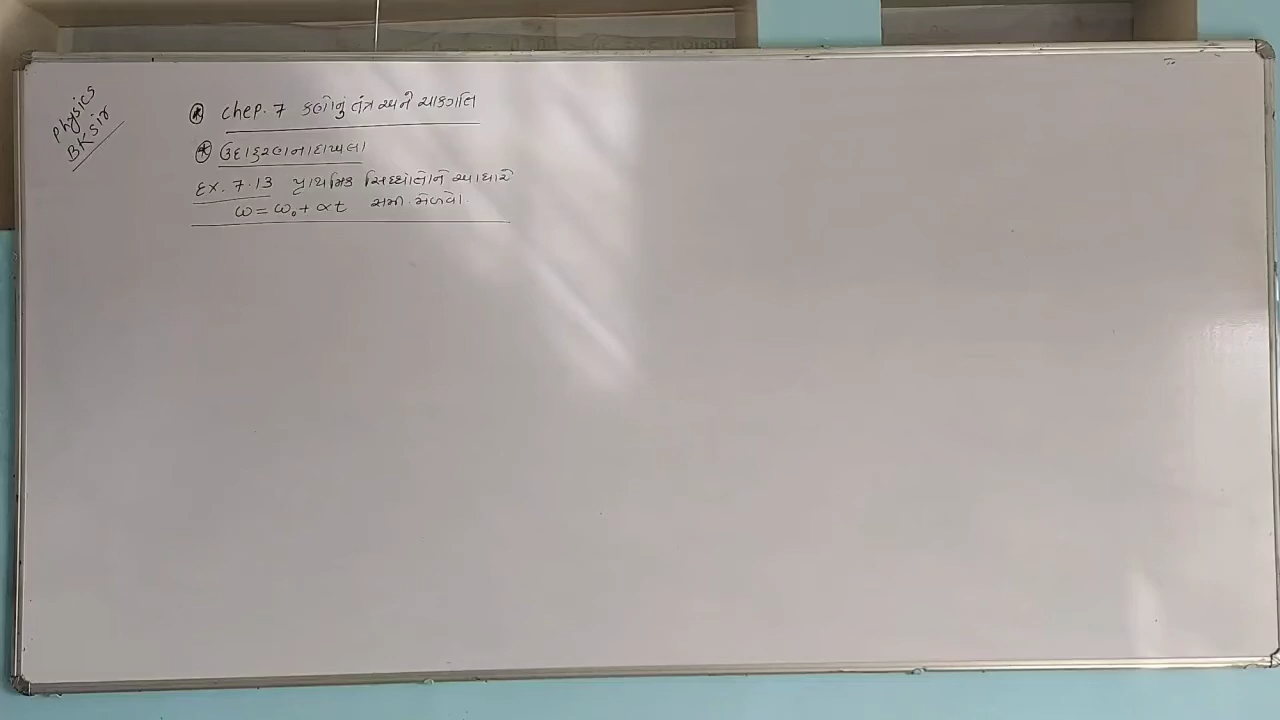 Physics
BK sir
Chep. 7 કણોનું તંત્ર અને ચાકગતિ
ઉદાહરણના દાખલા
Ex. 7.13 પ્રાથમિક સિધ્ધાંતોને આધારે
ω = ω₀ + αt સમી. મેળવો.